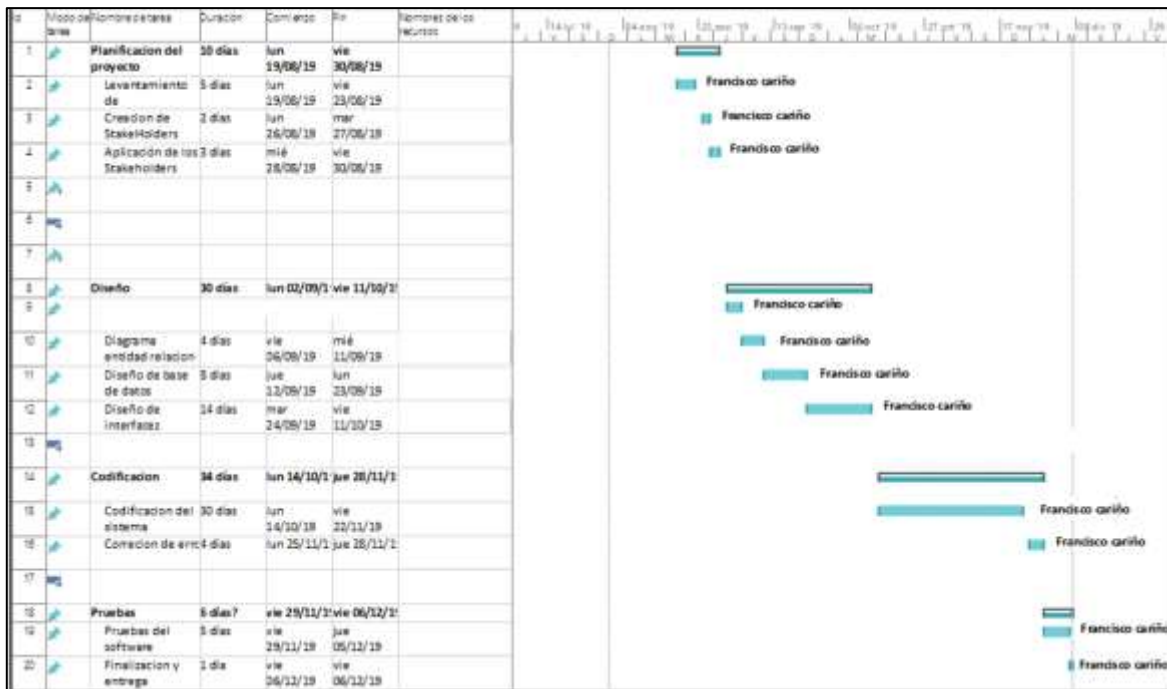 Id Modo de tarea Nombre de tarea Duración Comienzo Fin Nombres de los recursos
1 Planificacion del proyecto 10 días lun 19/08/19 vie 30/08/19
2 Levantamiento de 5 días lun 19/08/19 vie 23/08/19 Francisco cariño
3 Creacion de StakeHolders 2 días lun 26/08/19 mar 27/08/19 Francisco cariño
4 Aplicación de los Stakeholders 3 días mié 28/08/19 vie 30/08/19 Francisco cariño
5
6
7
8 Diseño 30 días lun 02/09/1 vie 11/10/1
9 Francisco cariño
10 Diagrama entidad relacion 4 días vie 06/09/19 mié 11/09/19 Francisco cariño
11 Diseño de base de datos 8 días jue 12/09/19 lun 23/09/19 Francisco cariño
12 Diseño de interfaces 14 días mar 24/09/19 vie 11/10/19 Francisco cariño
13
14 Codificacion 34 días lun 14/10/1 jue 28/11/1
15 Codificacion del sistema 30 días lun 14/10/19 vie 22/11/19 Francisco cariño
16 Correcion de erro 4 días lun 25/11/1 jue 28/11/1 Francisco cariño
17
18 Pruebas 6 días? vie 29/11/1 vie 06/12/1
19 Pruebas del software 5 días vie 29/11/19 jue 05/12/19 Francisco cariño
20 Finalizacion y entrega 1 día vie 06/12/19 vie 06/12/19 Francisco cariño